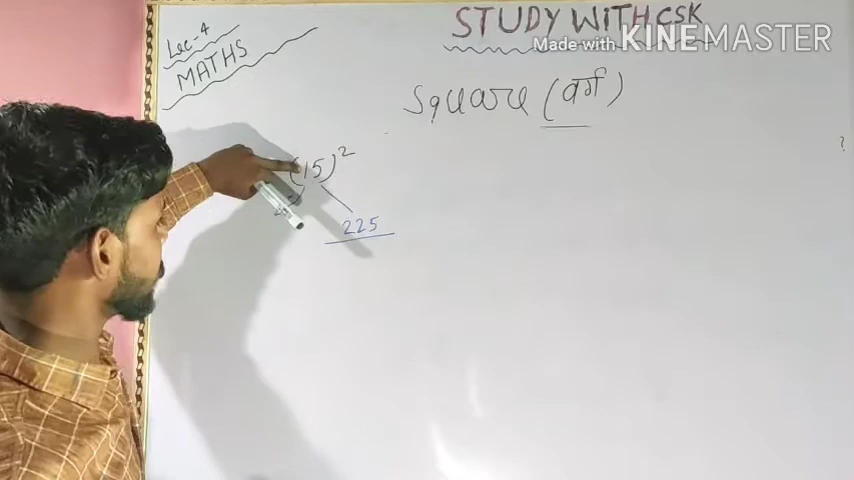 STUDY WITH CSK
Made with KINEMASTER
Lec-4
MATHS
Square (वर्ग)
(15)²
225